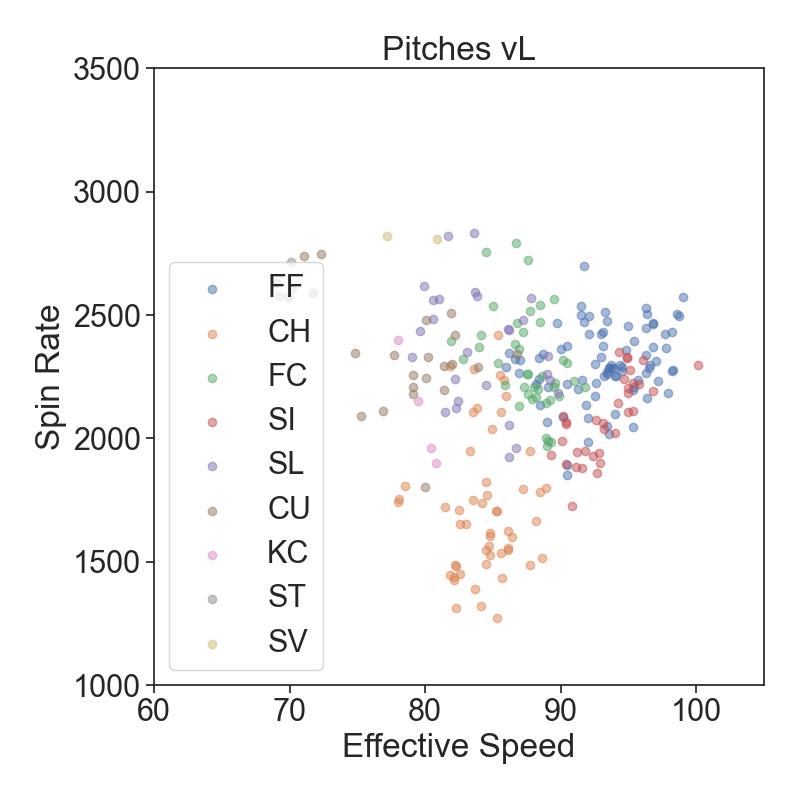 Pitches vL
3500
3000
2500
2000
1500
1000
Spin Rate
FF
CH
FC
SI
SL
CU
KC
ST
SV
60 70 80 90 100
Effective Speed